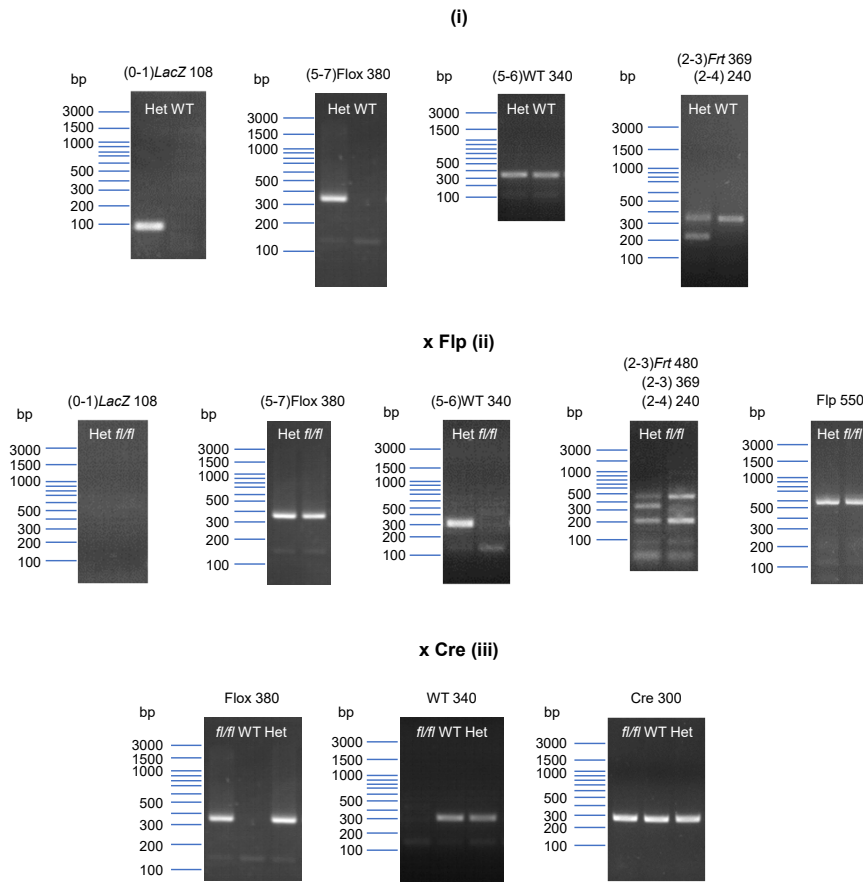 (i)
(0-1)LacZ 108
bp
Het WT
3000
1500
1000
500
300
200
100
(5-7)Flox 380
bp
Het WT
3000
1500
1000
500
300
200
100
(5-6)WT 340
bp
Het WT
3000
1500
500
300
100
(2-3)Frt 369
(2-4) 240
bp
Het WT
3000
1500
1000
500
300
200
100
x Flp (ii)
(0-1)LacZ 108
bp
Het fl/fl
3000
1500
1000
500
300
200
100
(5-7)Flox 380
bp
Het fl/fl
3000
1500
1000
500
300
200
100
(5-6)WT 340
bp
Het fl/fl
3000
1500
1000
500
300
200
100
(2-3)Frt 480
(2-3) 369
(2-4) 240
bp
Het fl/fl
3000
1000
500
300
200
100
Flp 550
bp
Het fl/fl
3000
1500
1000
500
300
200
100
x Cre (iii)
Flox 380
bp
fl/fl WT Het
3000
1500
1000
500
300
200
100
WT 340
bp
fl/fl WT Het
3000
1500
1000
500
300
200
100
Cre 300
bp
fl/fl WT Het
3000
1500
1000
500
300
200
100